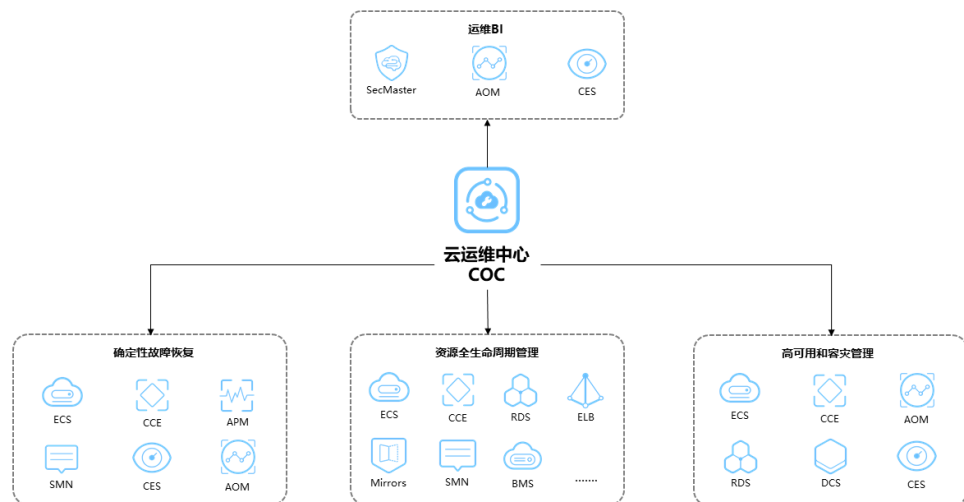 运维BI
SecMaster
AOM
CES
云运维中心
COC
确定性故障恢复
ECS
CCE
APM
SMN
CES
AOM
资源全生命周期管理
ECS
CCE
RDS
ELB
Mirrors
SMN
BMS
.......
高可用和容灾管理
ECS
CCE
AOM
RDS
DCS
CES